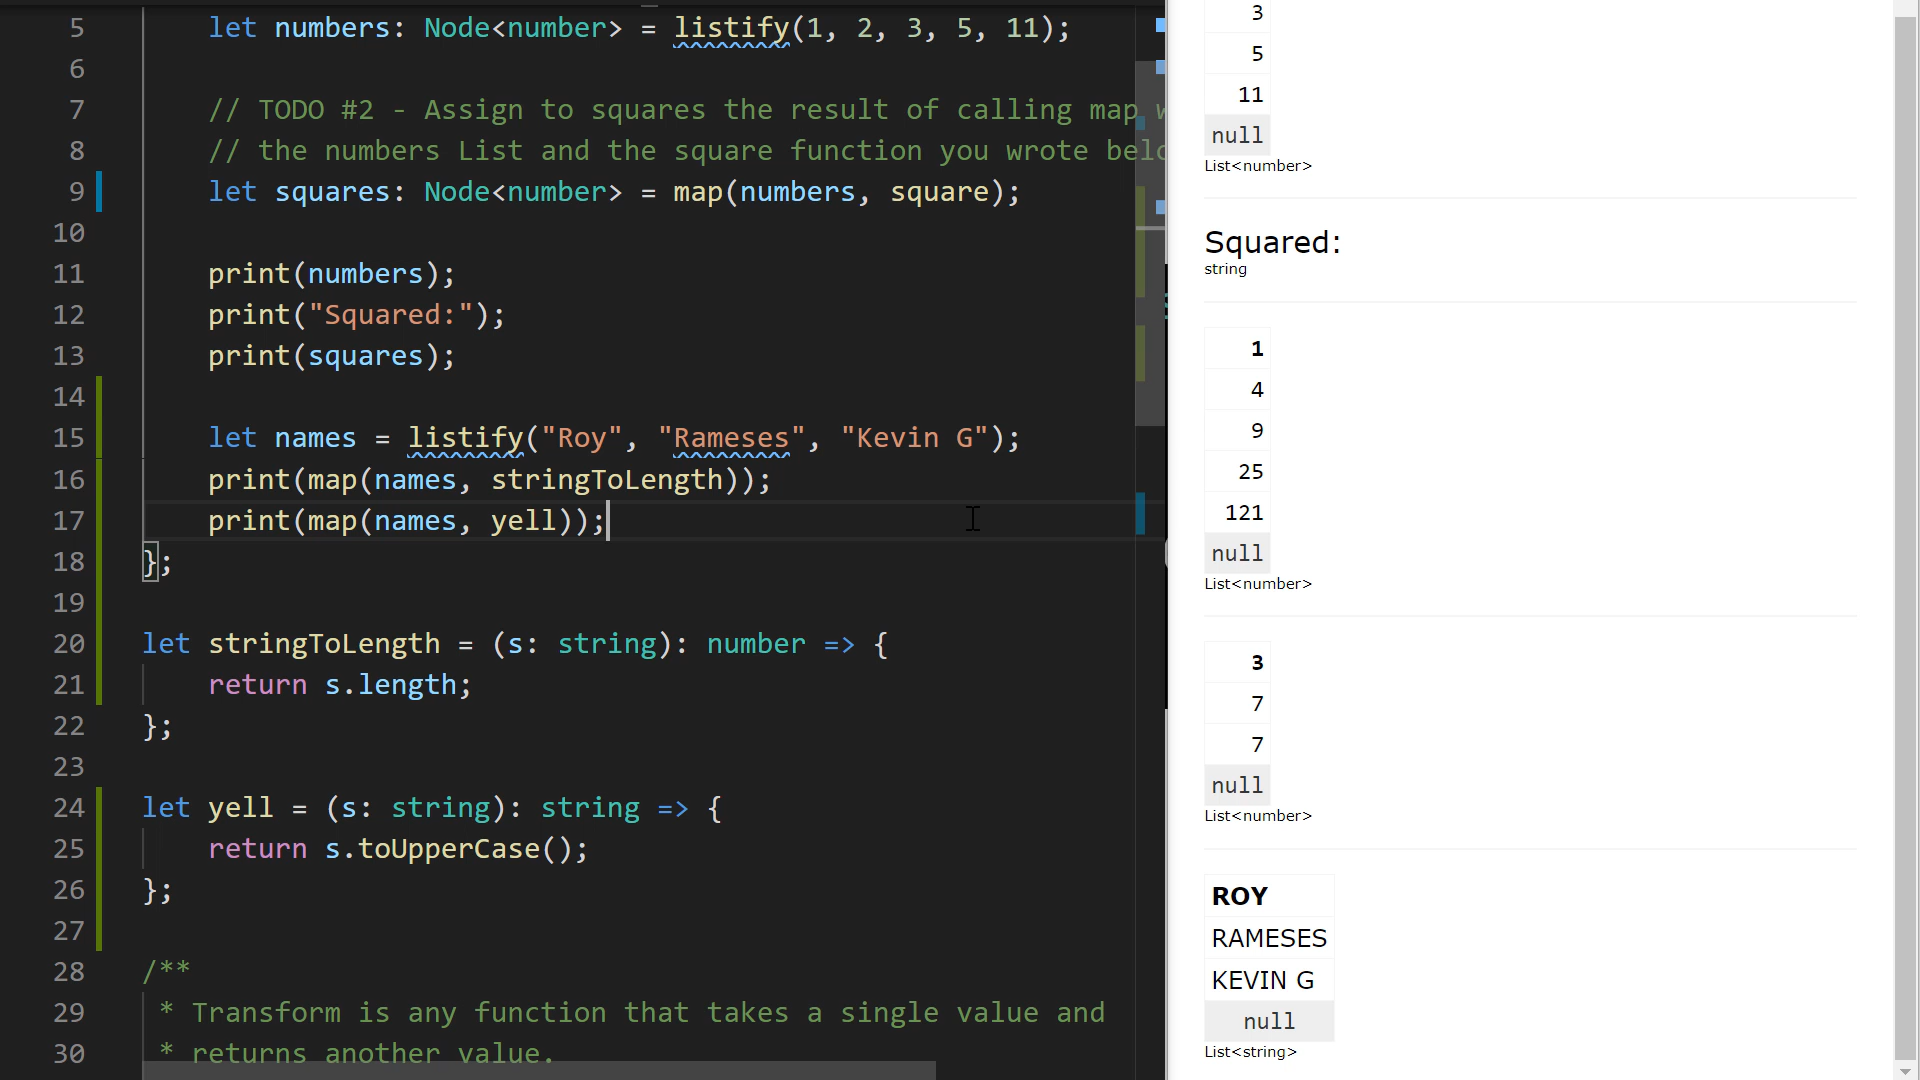 5 let numbers: Node<number> = listify(1, 2, 3, 5, 11);
6
7 // TODO #2 - Assign to squares the result of calling map
8 // the numbers List and the square function you wrote
9 let squares: Node<number> = map(numbers, square);
10
11 print(numbers);
12 print("Squared:");
13 print(squares);
14
15 let names = listify("Roy", "Rameses", "Kevin G");
16 print(map(names, stringToLength));
17 print(map(names, yell));
18 };
19
20 let stringToLength = (s: string): number => {
21 return s.length;
22 };
23
24 let yell = (s: string): string => {
25 return s.toUpperCase();
26 };
27
28 /**
29 * Transform is any function that takes a single value and
30 * returns another value.
3
5
11
null
List<number>
Squared:
string
1
4
9
25
121
null
List<number>
3
7
7
null
List<number>
ROY
RAMESES
KEVIN G
null
List<string>